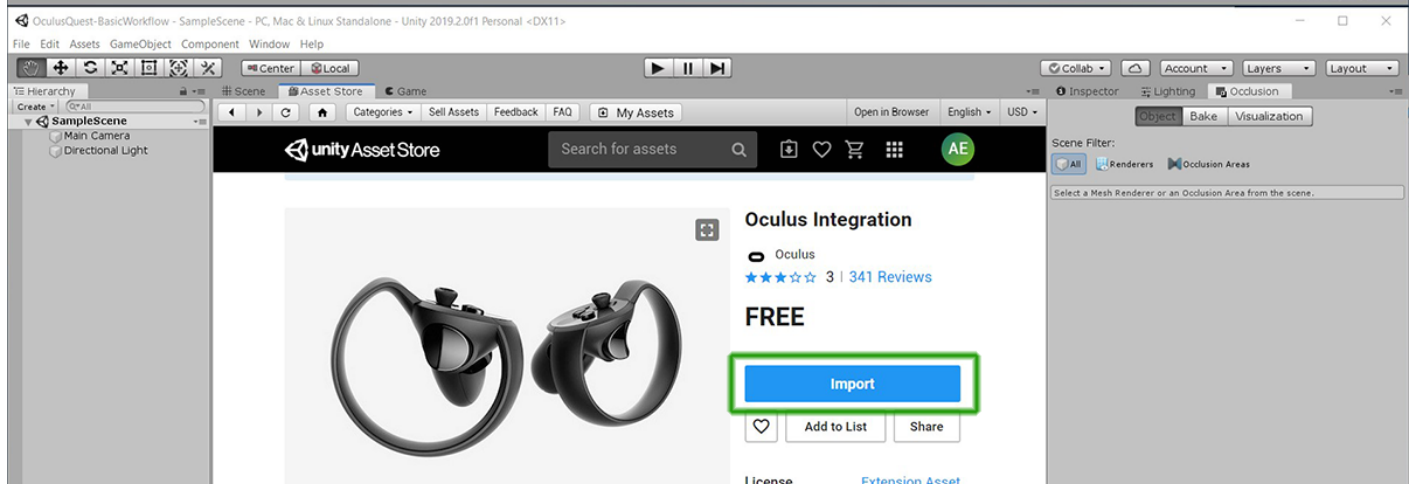 OculusQuest-BasicWorkflow - SampleScene - PC, Mac & Linux Standalone - Unity 2019.2.0f1 Personal <DX11>
File Edit Assets GameObject Component Window Help
Center Local Collab Account Layers Layout
Hierarchy Scene Asset Store Game Inspector Lighting Occlusion
Create All Categories Sell Assets Feedback FAQ My Assets Open in Browser English USD Object Bake Visualization
SampleScene
Main Camera
Directional Light
unity Asset Store Search for assets AE
Scene Filter:
All Renderers Occlusion Areas
Select a Mesh Renderer or an Occlusion Area from the scene.
Oculus Integration
Oculus
3 | 341 Reviews
FREE
Import
Add to List Share
License Extension Asset